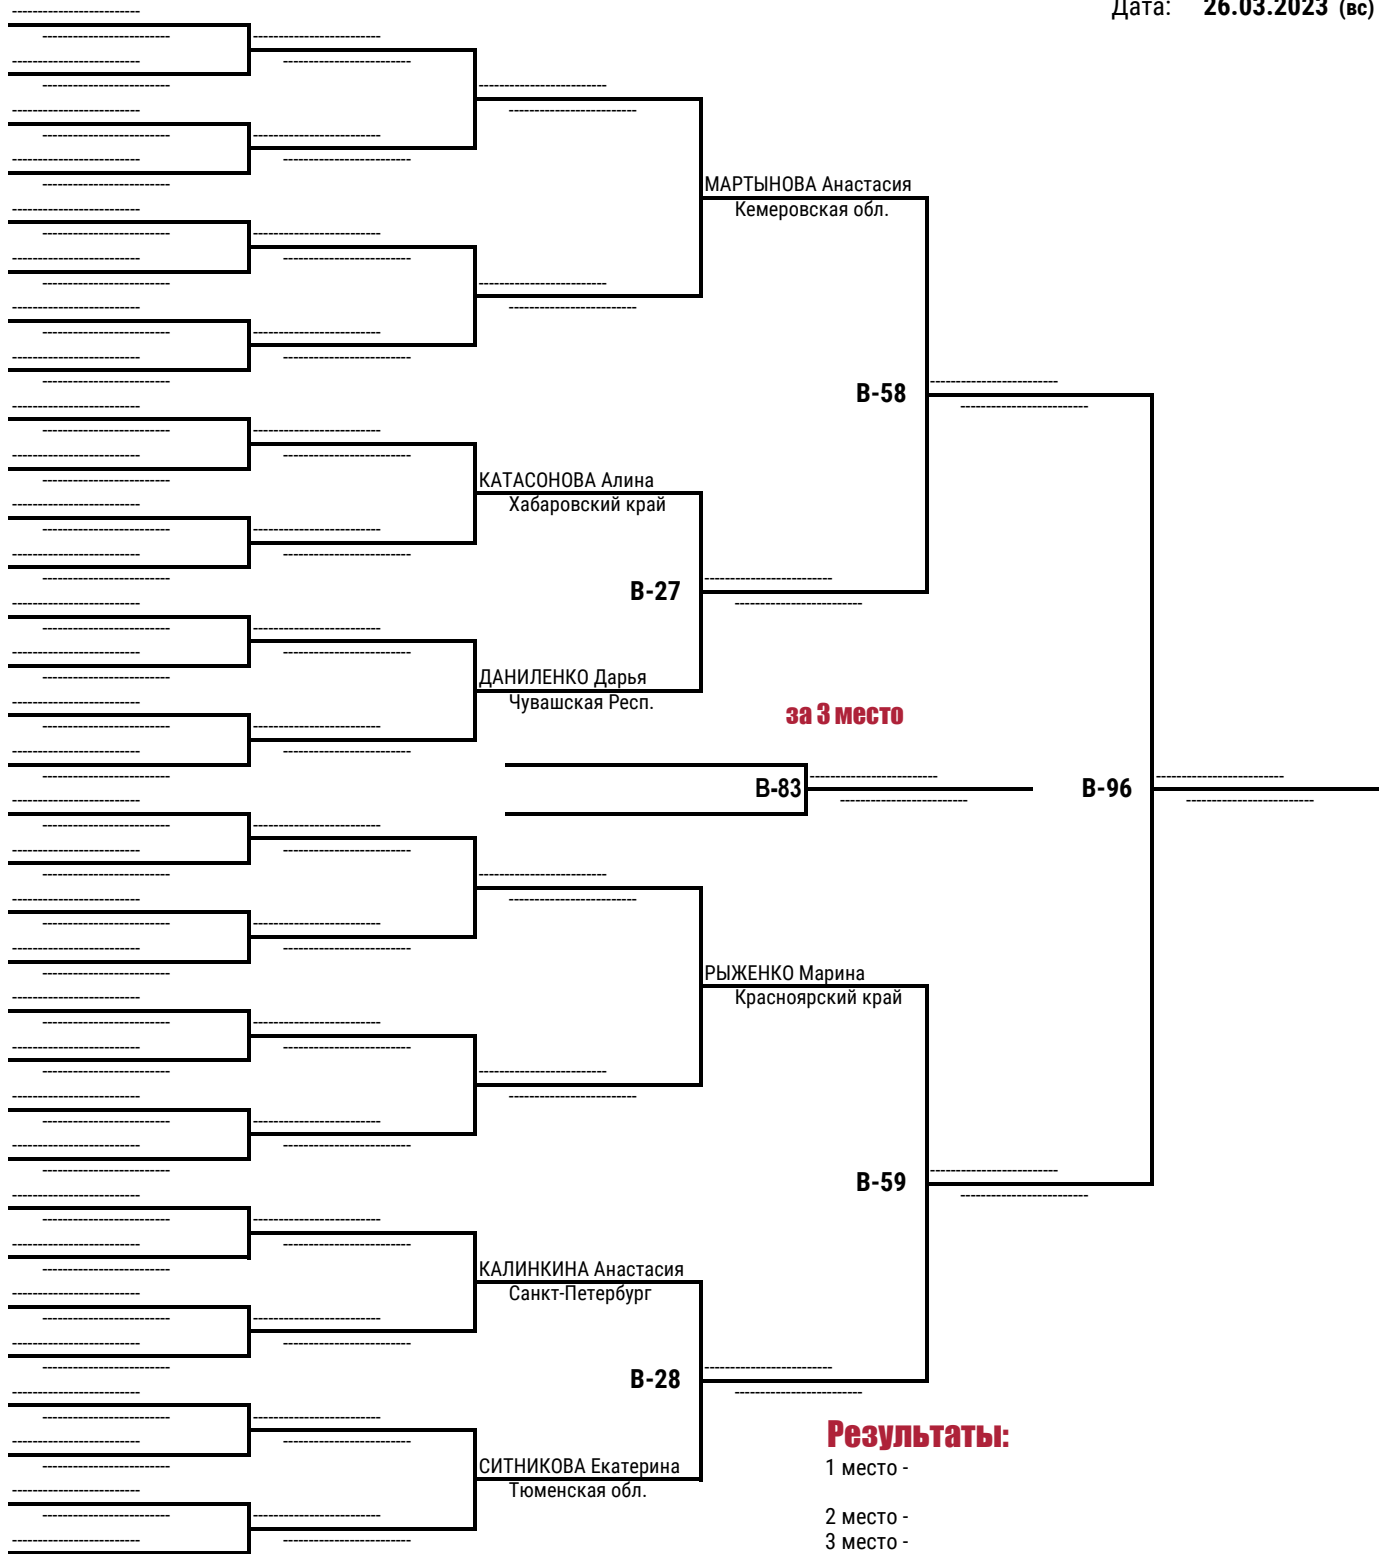 Дата: 26.03.2023 (вс)
МАРТЫНОВА Анастасия
Кемеровская обл.
B-58
КАТАСОНОВА Алина
Хабаровский край
B-27
ДАНИЛЕНКО Дарья
Чувашская Респ.
за 3 место
B-83
B-96
РЫЖЕНКО Марина
Красноярский край
B-59
КАЛИНКИНА Анастасия
Санкт-Петербург
B-28
СИТНИКОВА Екатерина
Тюменская обл.
Результаты:
1 место -
2 место -
3 место -